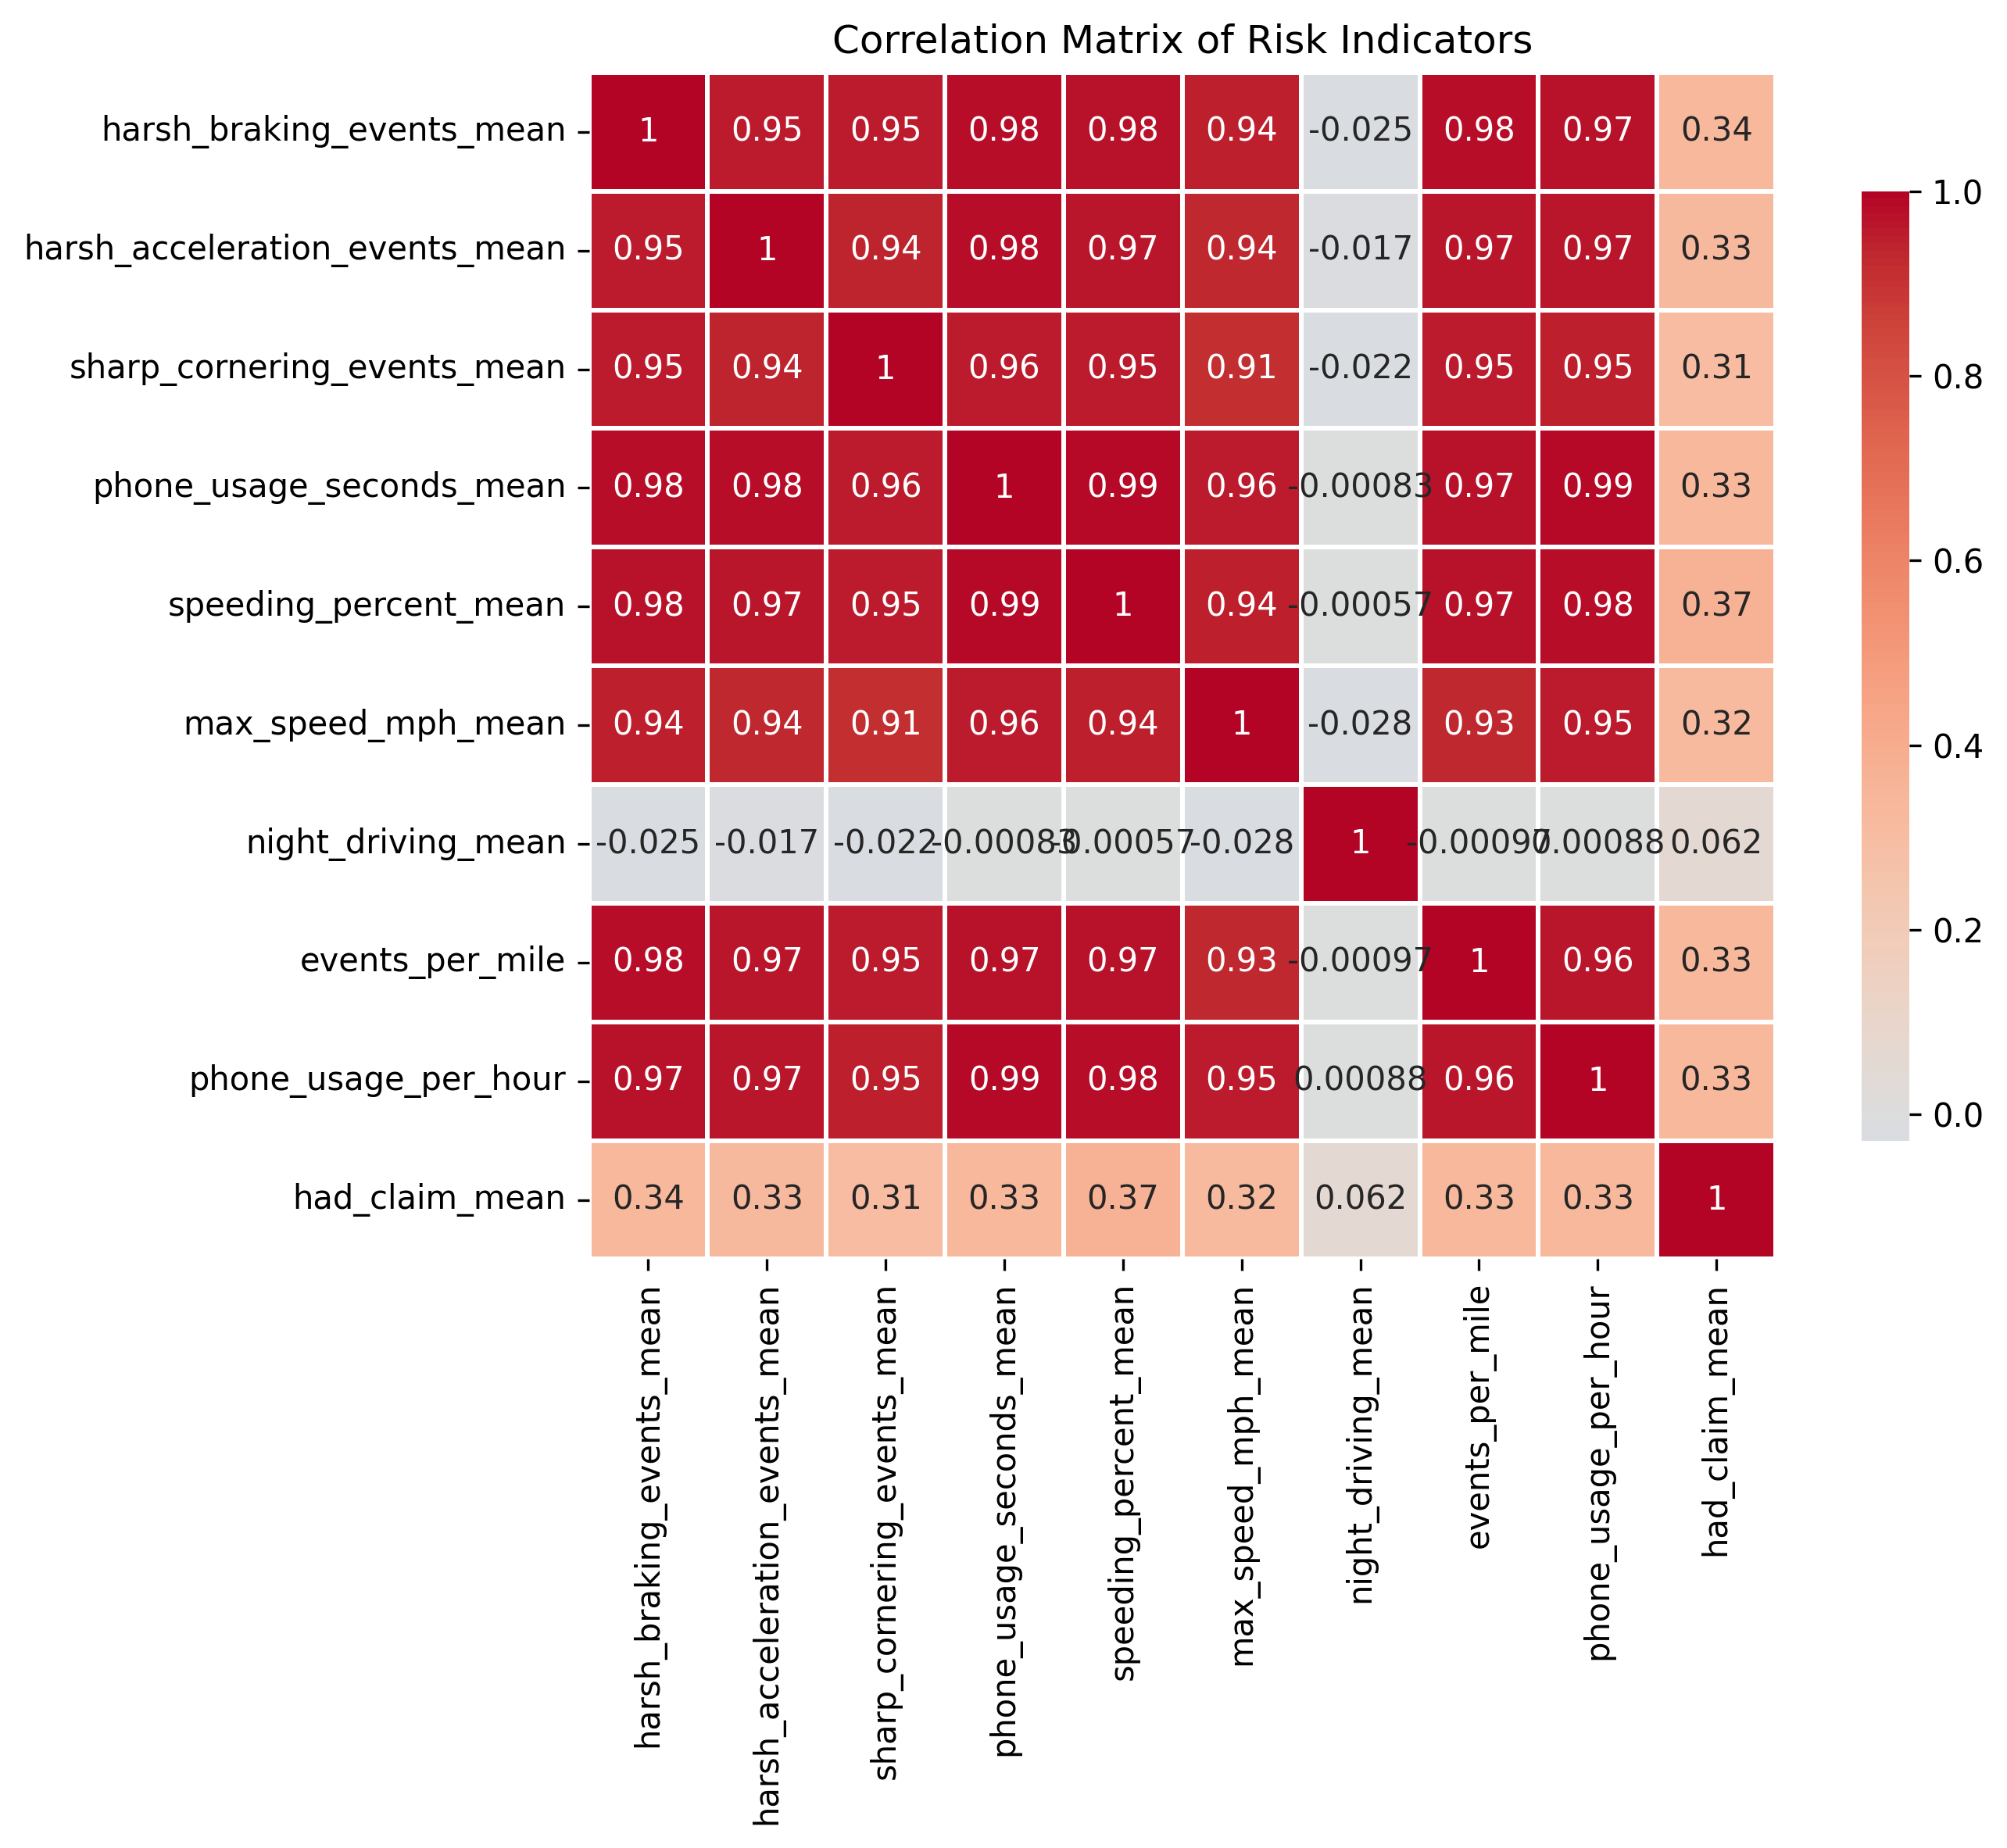 Correlation Matrix of Risk Indicators
harsh_braking_events_mean 1 0.95 0.95 0.98 0.98 0.94 -0.025 0.98 0.97 0.34
harsh_acceleration_events_mean 0.95 1 0.94 0.98 0.97 0.94 -0.017 0.97 0.97 0.33
sharp_cornering_events_mean 0.95 0.94 1 0.96 0.95 0.91 -0.022 0.95 0.95 0.31
phone_usage_seconds_mean 0.98 0.98 0.96 1 0.99 0.96 -0.00083 0.97 0.99 0.33
speeding_percent_mean 0.98 0.97 0.95 0.99 1 0.94 -0.00057 0.97 0.98 0.37
max_speed_mph_mean 0.94 0.94 0.91 0.96 0.94 1 -0.028 0.93 0.95 0.32
night_driving_mean -0.025 -0.017 -0.022 -0.00083 -0.00057 -0.028 1 -0.00097 0.00088 0.062
events_per_mile 0.98 0.97 0.95 0.97 0.97 0.93 -0.00097 1 0.96 0.33
phone_usage_per_hour 0.97 0.97 0.95 0.99 0.98 0.95 0.00088 0.96 1 0.33
had_claim_mean 0.34 0.33 0.31 0.33 0.37 0.32 0.062 0.33 0.33 1
harsh_braking_events_mean
harsh_acceleration_events_mean
sharp_cornering_events_mean
phone_usage_seconds_mean
speeding_percent_mean
max_speed_mph_mean
night_driving_mean
events_per_mile
phone_usage_per_hour
had_claim_mean
1.0
0.8
0.6
0.4
0.2
0.0